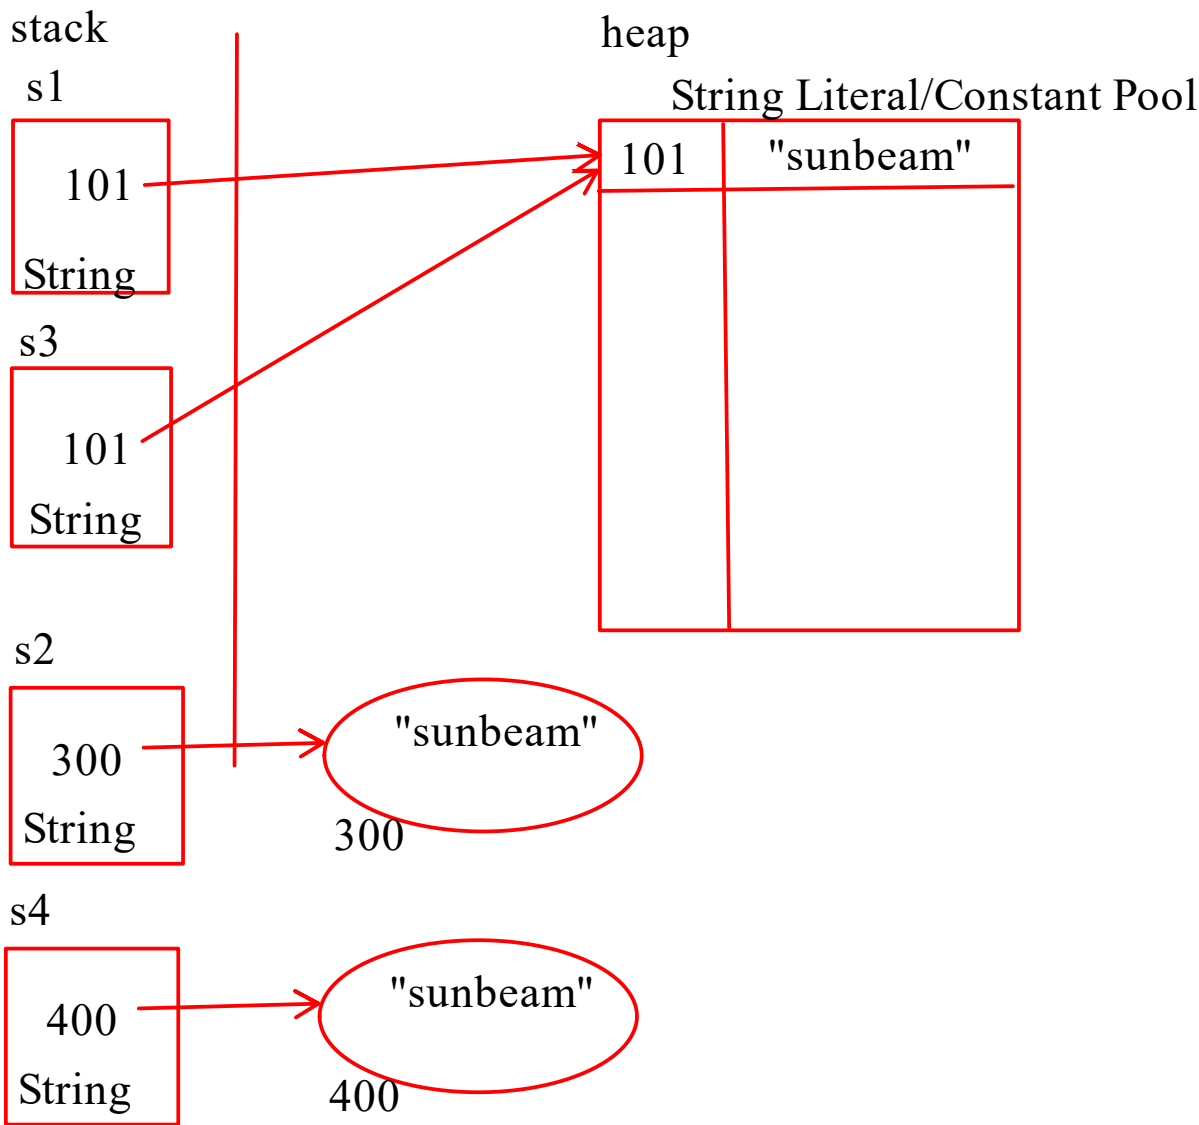 stack
heap
s1
String Literal/Constant Pool
101
101
"sunbeam"
String
s3
101
String
s2
300
"sunbeam"
String
300
s4
400
"sunbeam"
String
400